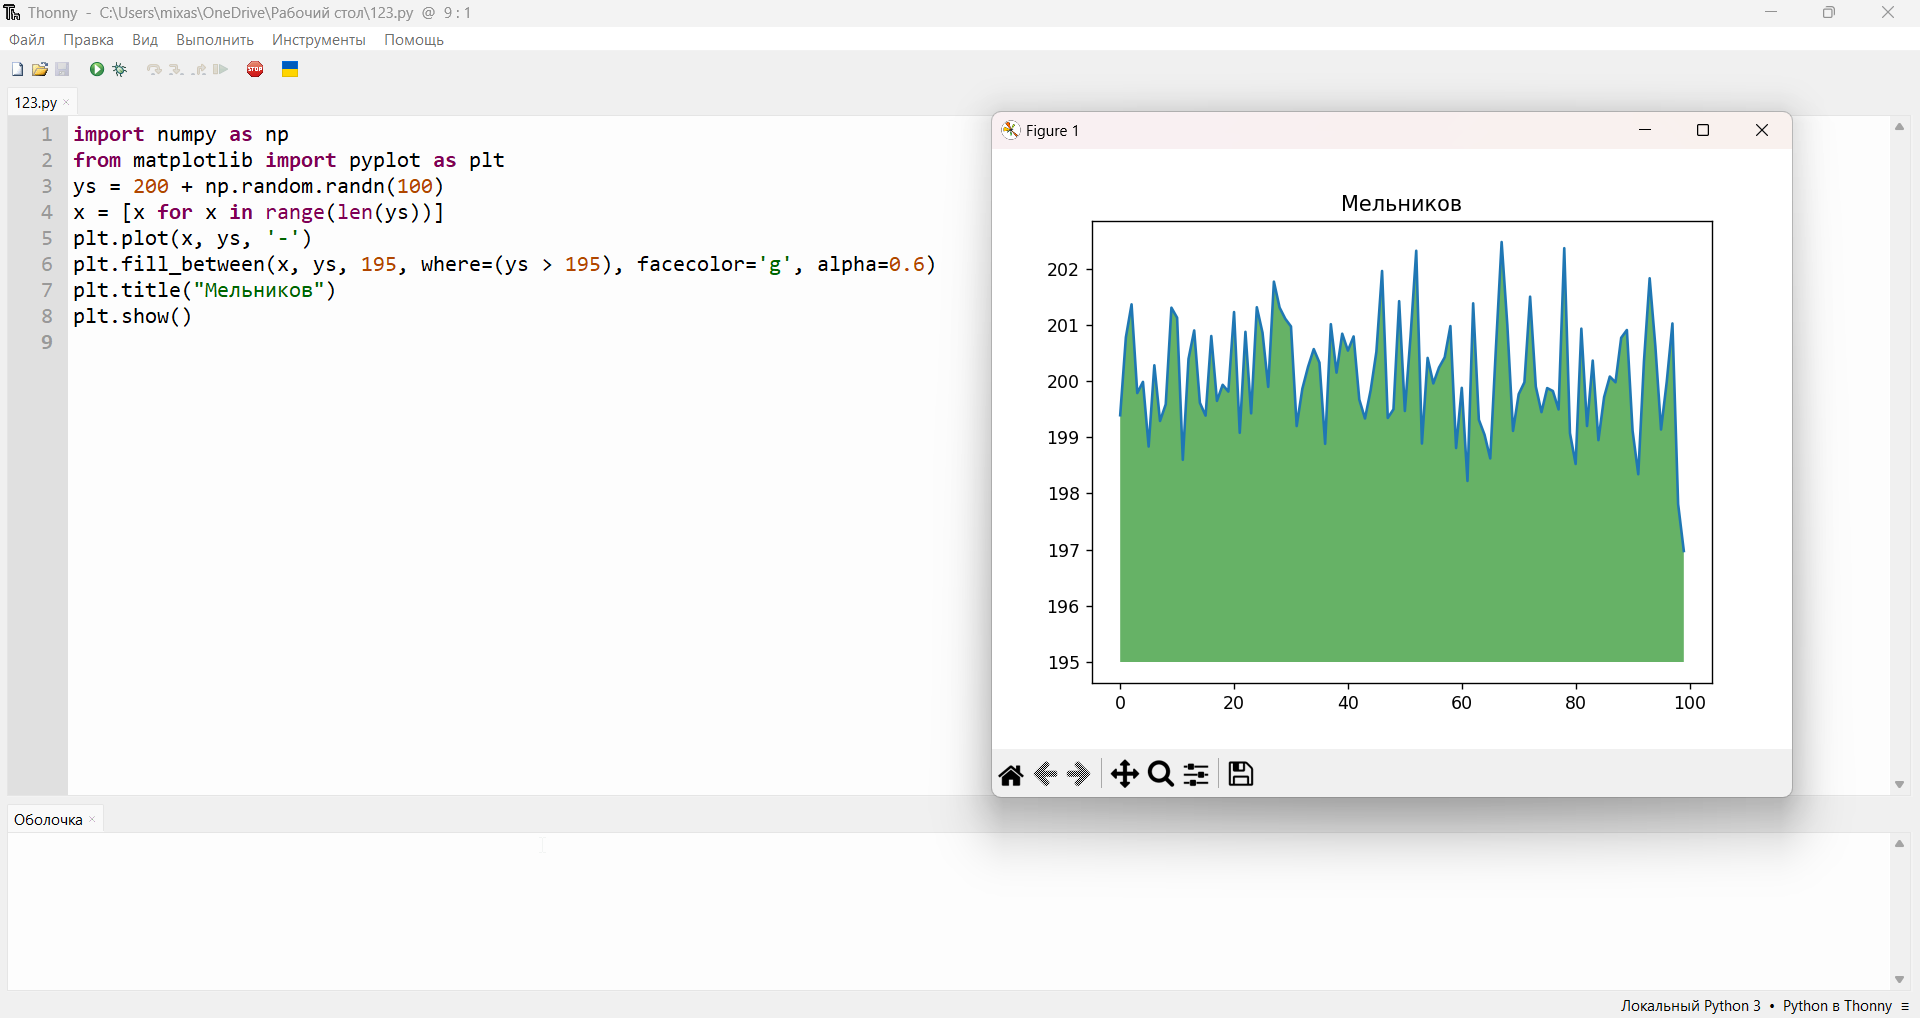 Thonny - C:\Users\mixas\OneDrive\Рабочий стол\123.py @ 9 : 1
Файл Правка Вид Выполнить Инструменты Помощь
STOP
123.py ×
1 import numpy as np
2 from matplotlib import pyplot as plt
3 ys = 200 + np.random.randn(100)
4 x = [x for x in range(len(ys))]
5 plt.plot(x, ys, '-')
6 plt.fill_between(x, ys, 195, where=(ys > 195), facecolor='g', alpha=0.6)
7 plt.title("Мельников")
8 plt.show()
9
Figure 1
Мельников
202
201
200
199
198
197
196
195
0 20 40 60 80 100
Оболочка ×
Локальный Python 3 • Python в Thonny ≡